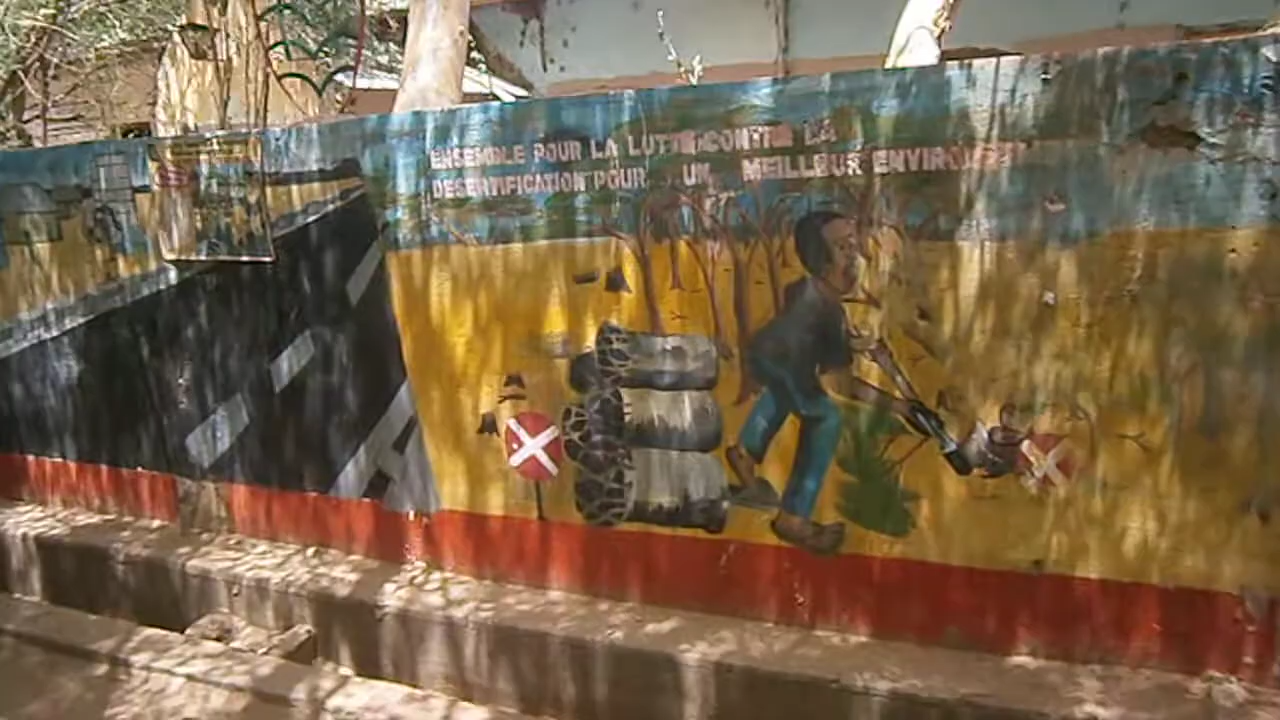 ENSEMBLE POUR LA LUTTE CONTRE LA
DESERTIFICATION POUR UN MEILLEUR